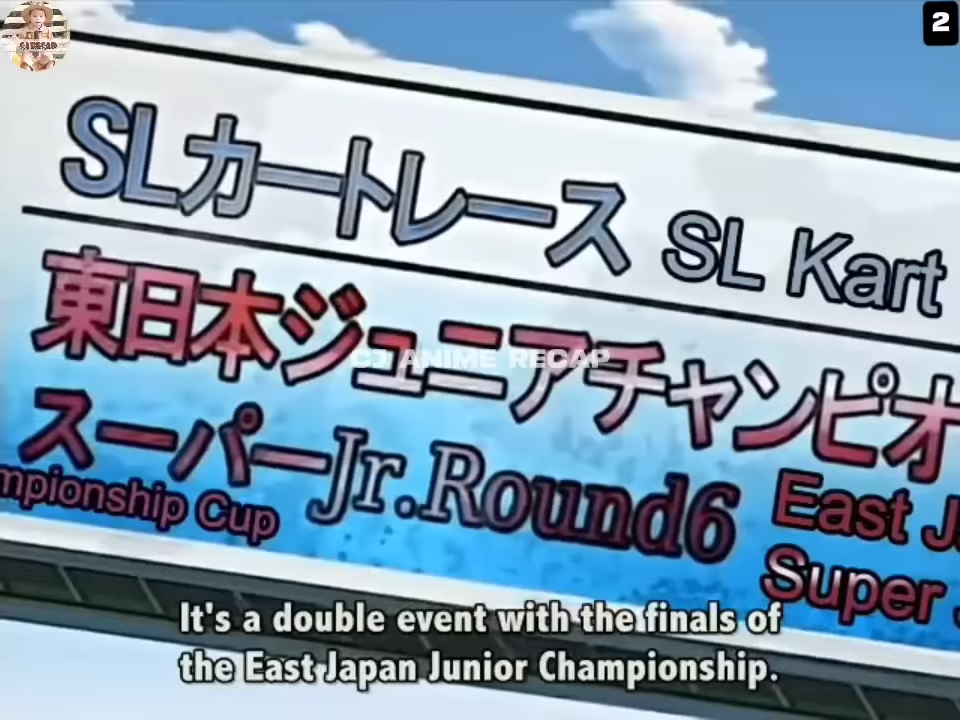 CJ RECAP
2
SLカートレース SL Kart
東日本ジュニアチャンピオ
CJ ANIME RECAP
スーパーJr.Round6
East J
mpionship Cup
Super
It's a double event with the finals of
the East Japan Junior Championship.